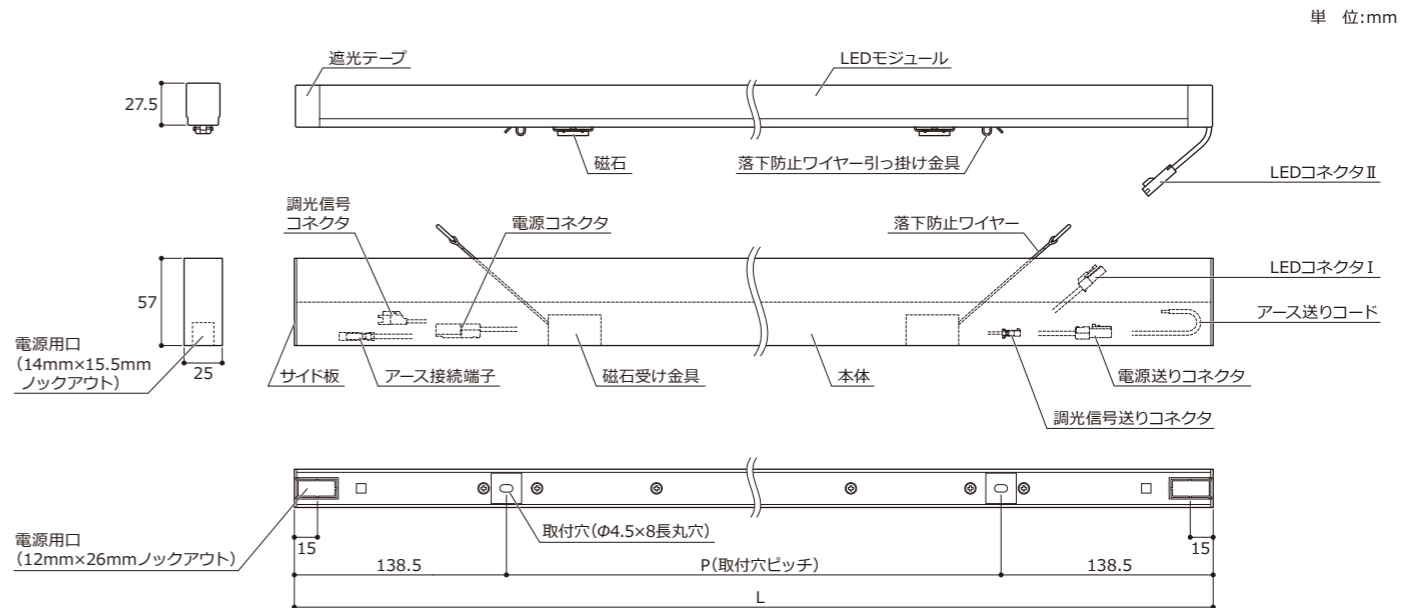 単 位:mm
遮光テープ
LEDモジュール
27.5
磁石
落下防止ワイヤー引っ掛け金具
LEDコネクタⅡ
調光信号
コネクタ
電源コネクタ
落下防止ワイヤー
LEDコネクタⅠ
57
アース送りコード
電源用口
(14mm×15.5mm
ノックアウト)
25
サイド板
アース接続端子
磁石受け金具
本体
電源送りコネクタ
調光信号送りコネクタ
電源用口
(12mm×26mmノックアウト)
取付穴(Φ4.5×8長丸穴)
15
15
138.5
P(取付穴ピッチ)
138.5
L